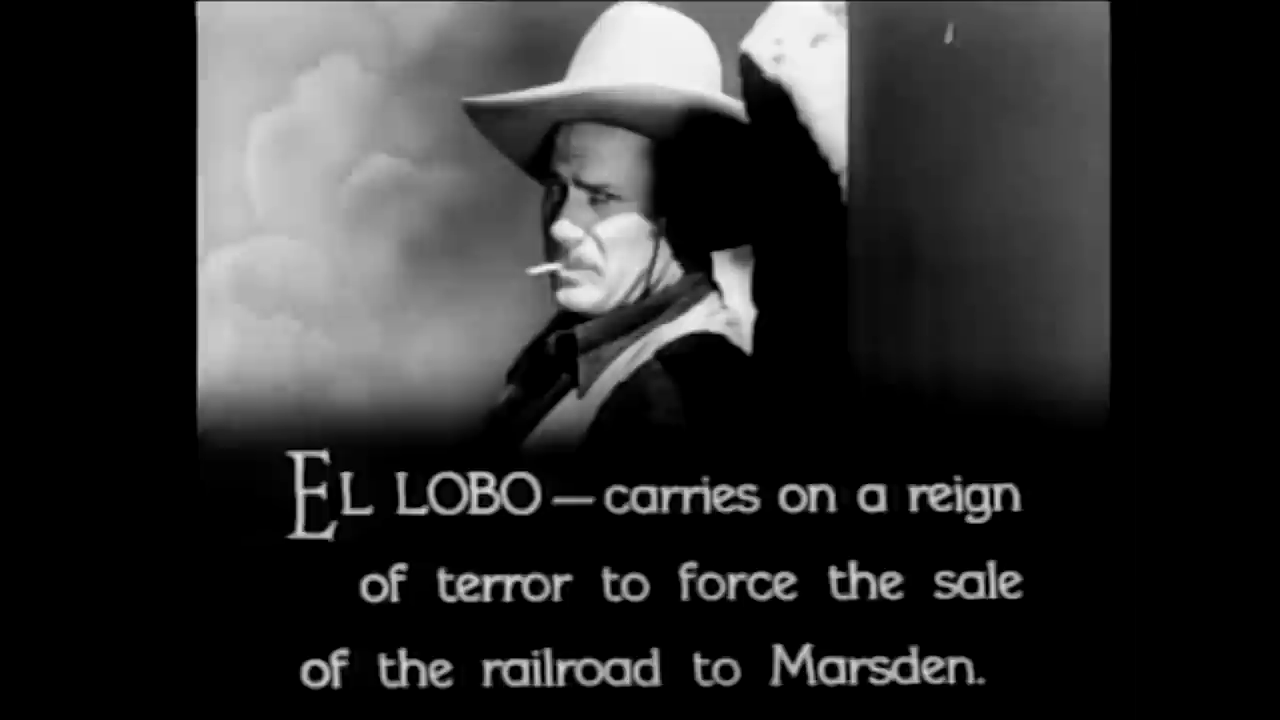 EL LOBO — carries on a reign
of terror to force the sale
of the railroad to Marsden.